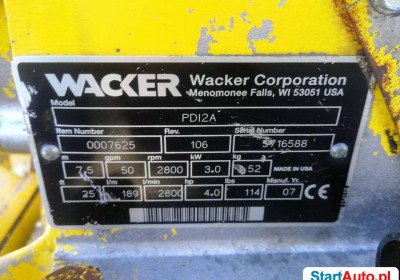 WACKER Wacker Corporation
Menomonee Falls, WI 53051 USA
Model
PDI2A
Item Number Rev. Serial Number
0007625 106 5716588
m gpm rpm kW kg
7.5 50 2800 3.0 52 MADE IN USA
ft l/m l/min hp lbs Manuf. Yr.
25 189 2800 4.0 114 07 CE
StartAuto.pl